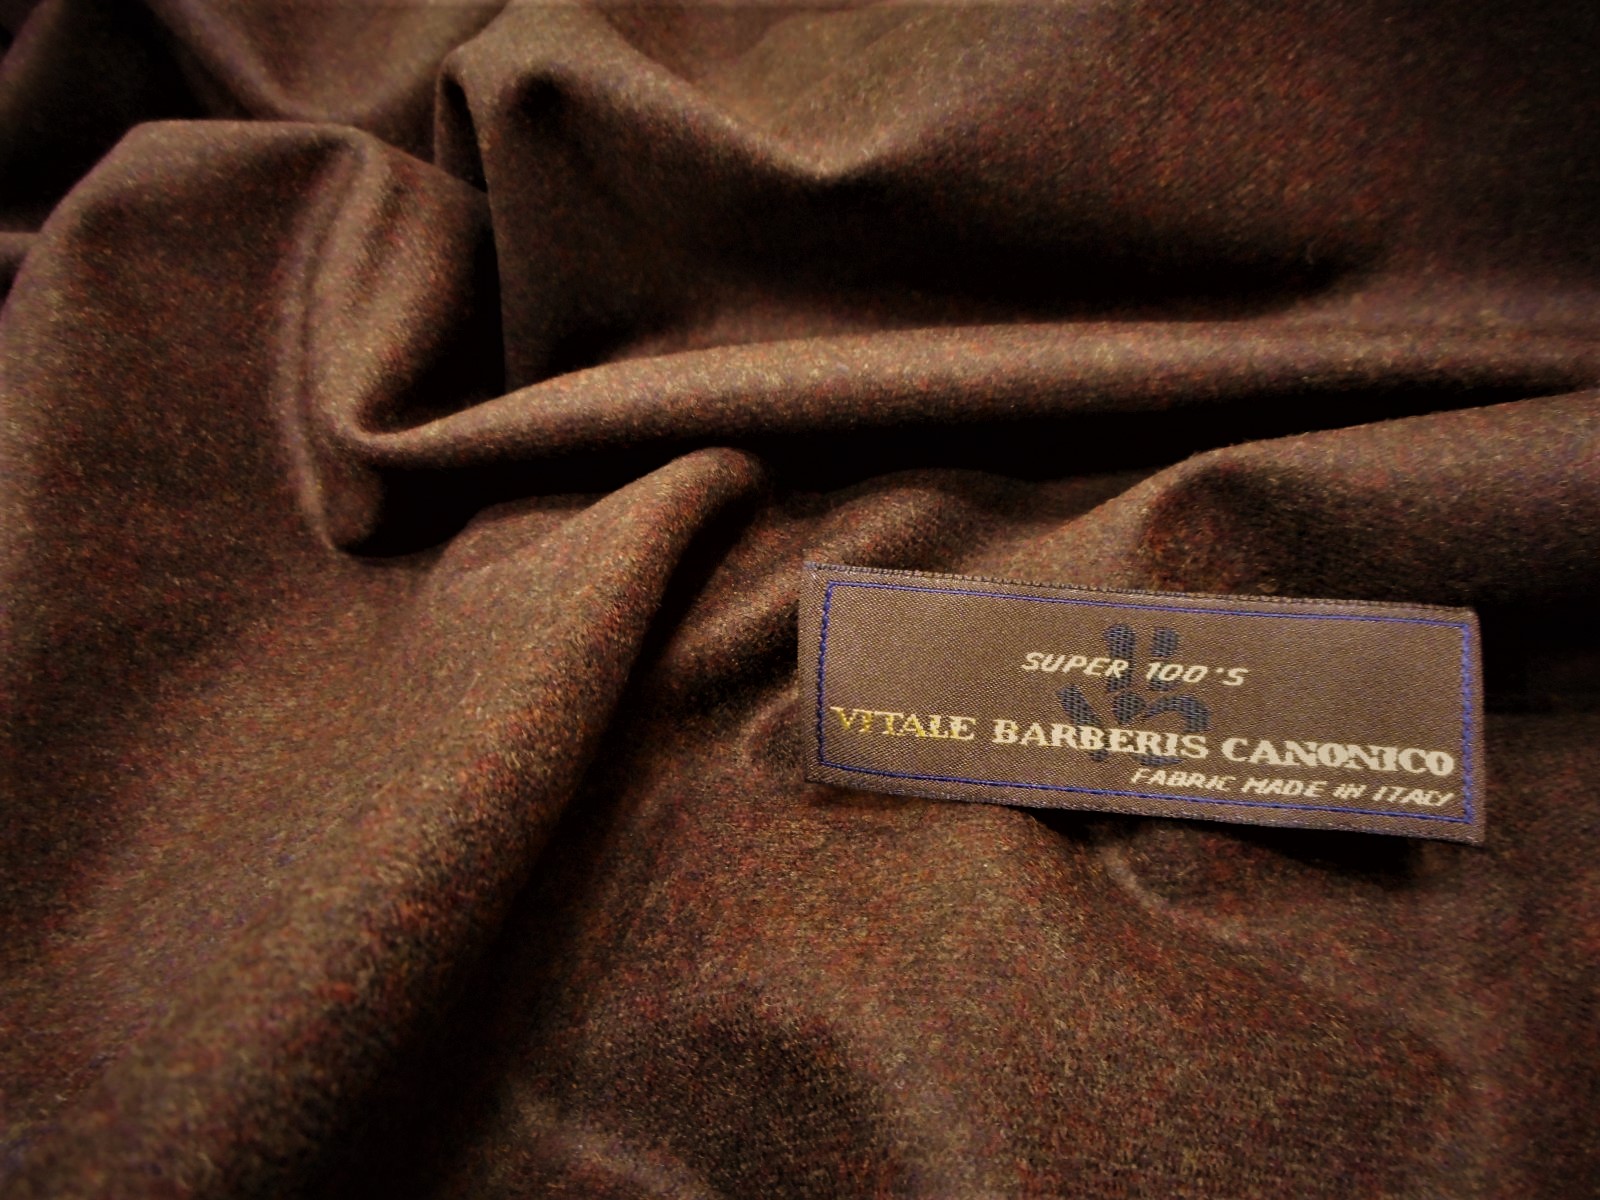 SUPER 100'S
VITALE BARBERIS CANONICO
FABRIC MADE IN ITALY